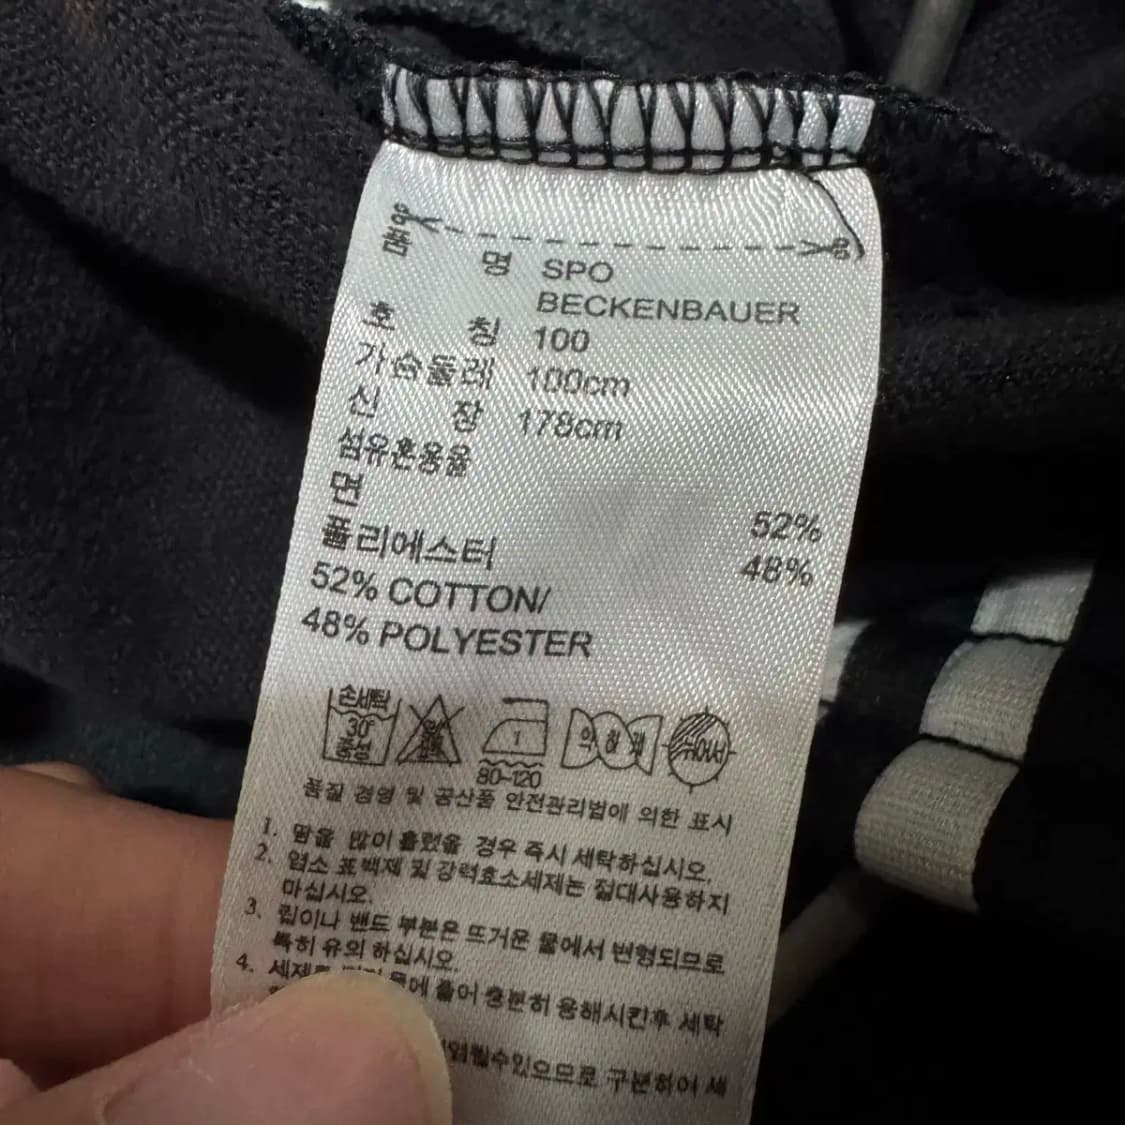 품 명 SPO
BECKENBAUER
호 칭 100
가슴둘레 100cm
신 장 178cm
섬유혼용율
면 52%
폴리에스터 48%
52% COTTON/
48% POLYESTER
손세탁 30° 중성
80~120
약하게
뉘어서
품질 경영 및 공산품 안전관리법에 의한 표시
1. 땀을 많이 흘렸을 경우 즉시 세탁하십시오.
2. 염소 표백제 및 강력효소세제는 절대사용하지
마십시오.
3. 립이나 밴드 부분은 뜨거운 물에서 변형되므로
특히 유의 하십시오.
4. 물에 풀어 충분히 용해시킨후 세탁
구분하여 세